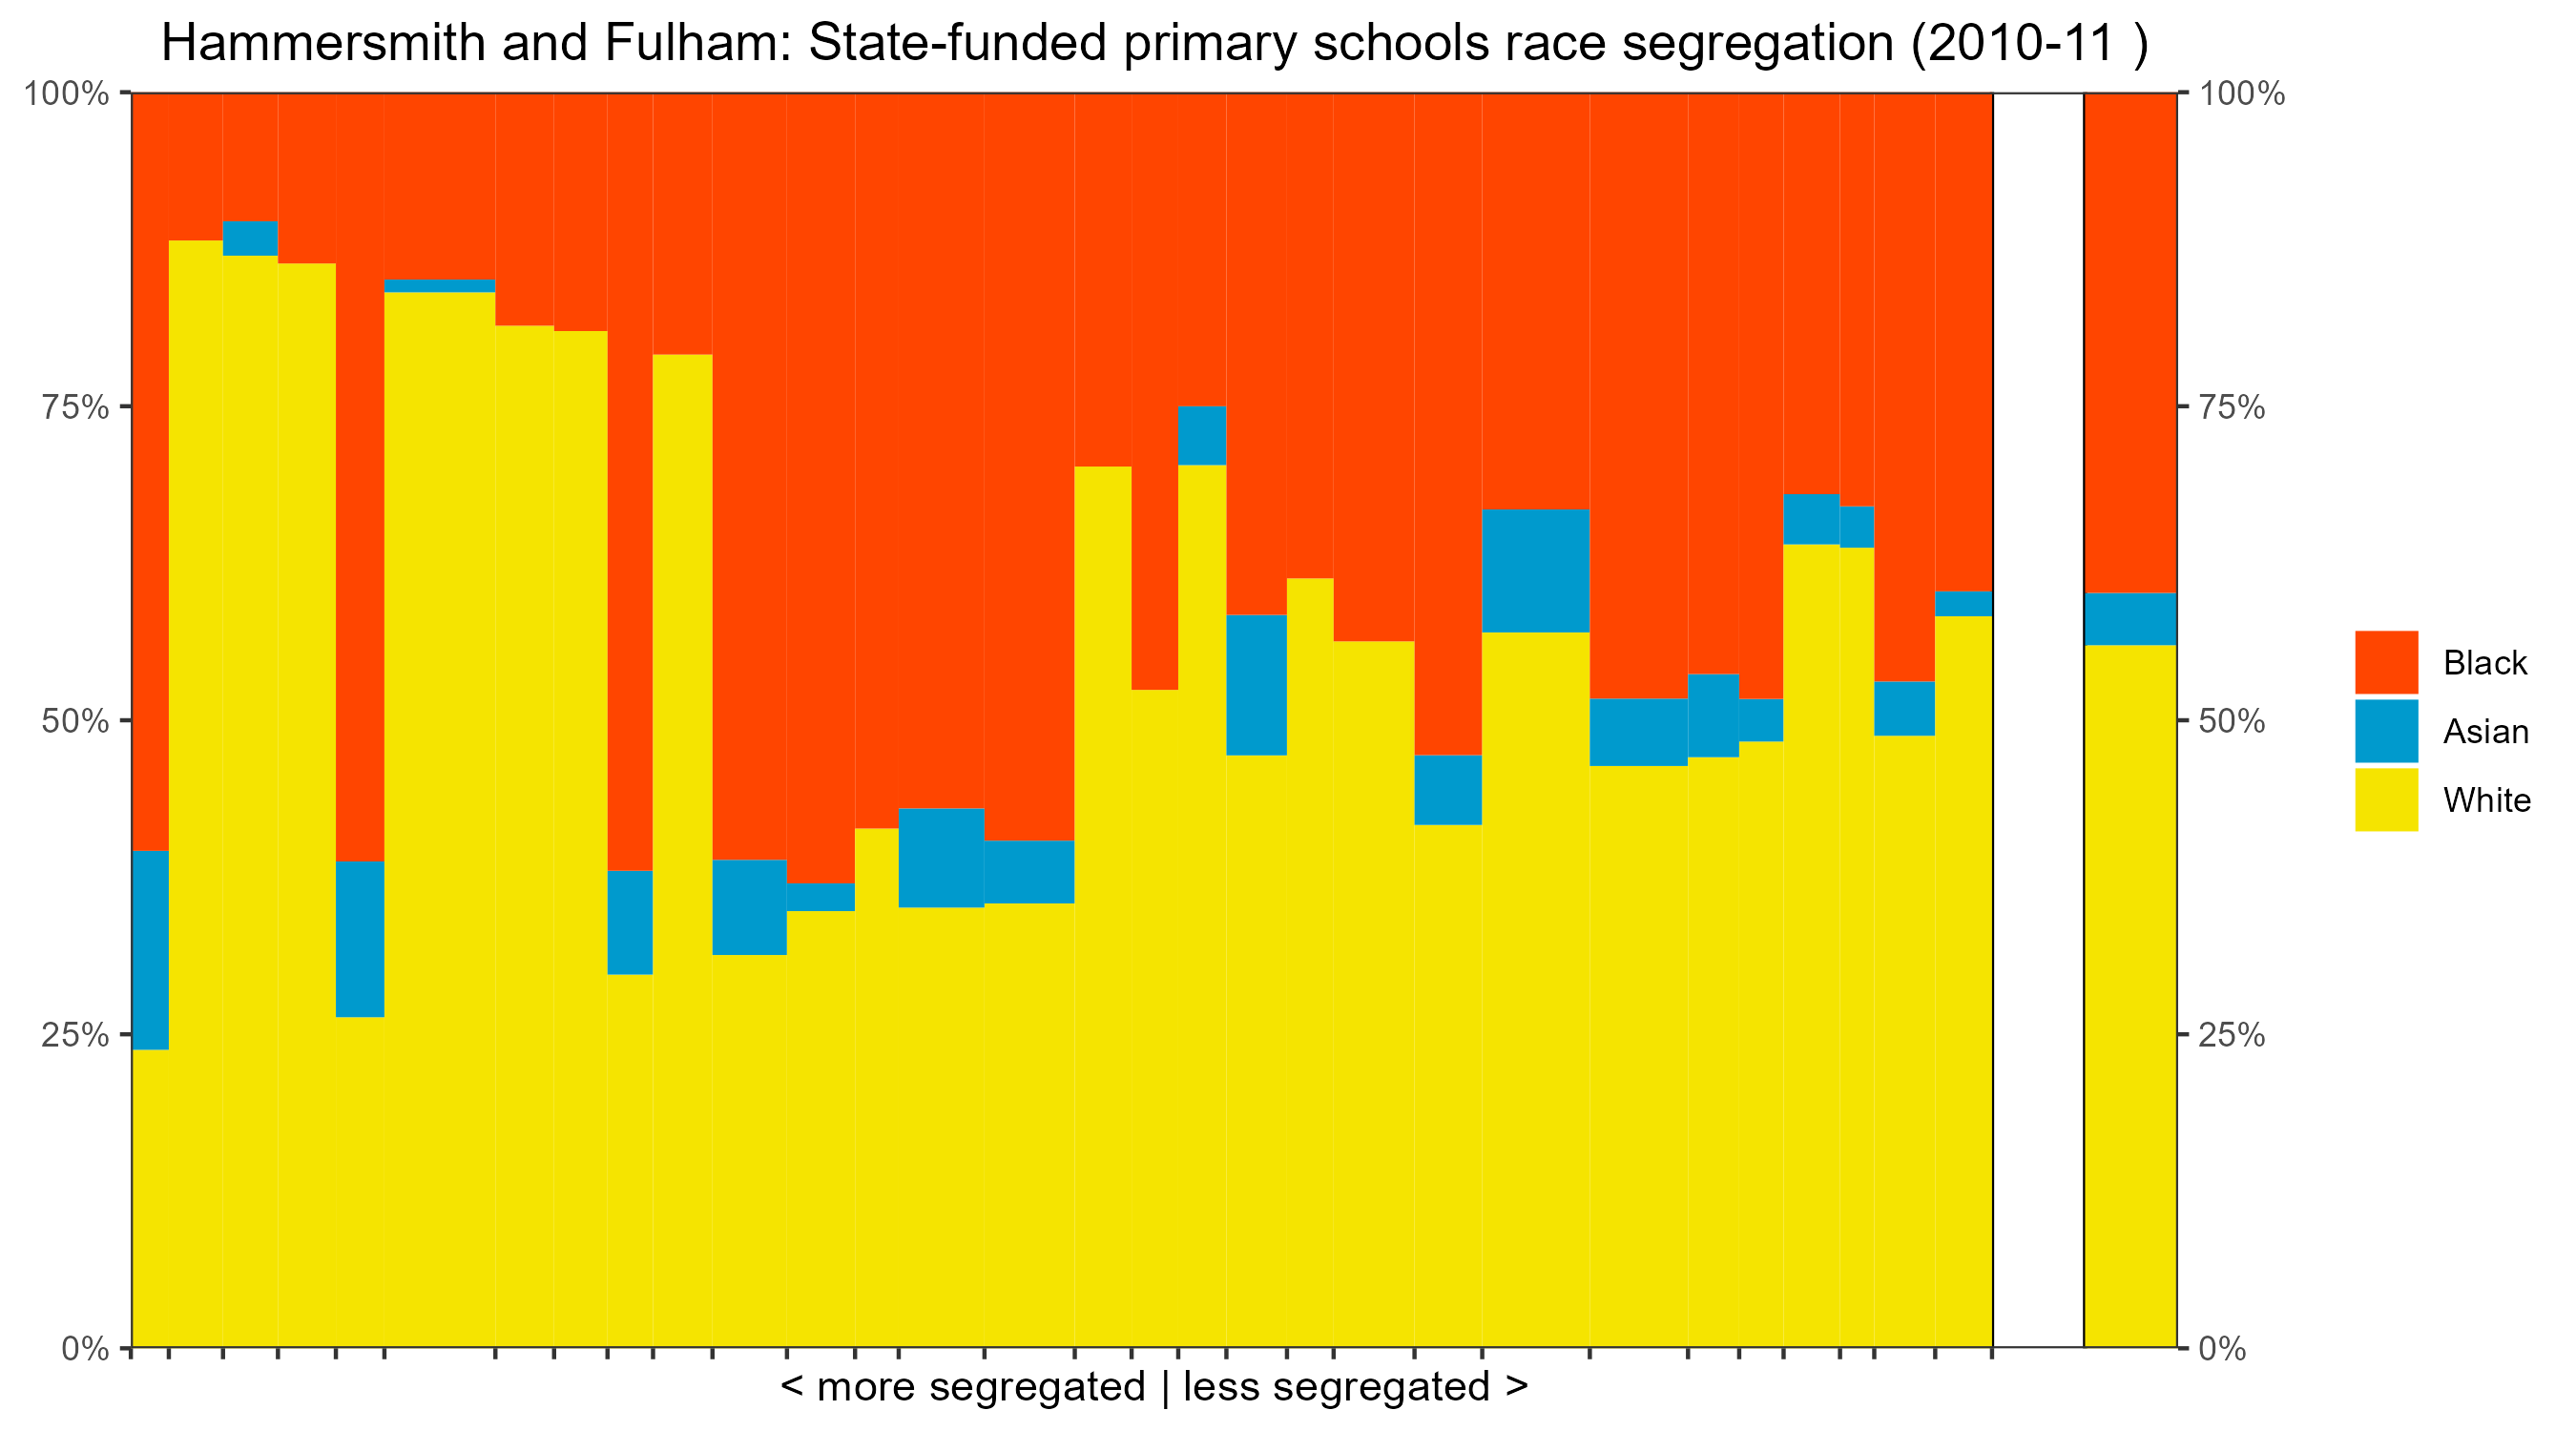 Hammersmith and Fulham: State-funded primary schools race segregation (2010-11 )
100%
75%
50%
25%
0%
100%
75%
50%
25%
0%
Black
Asian
White
< more segregated | less segregated >